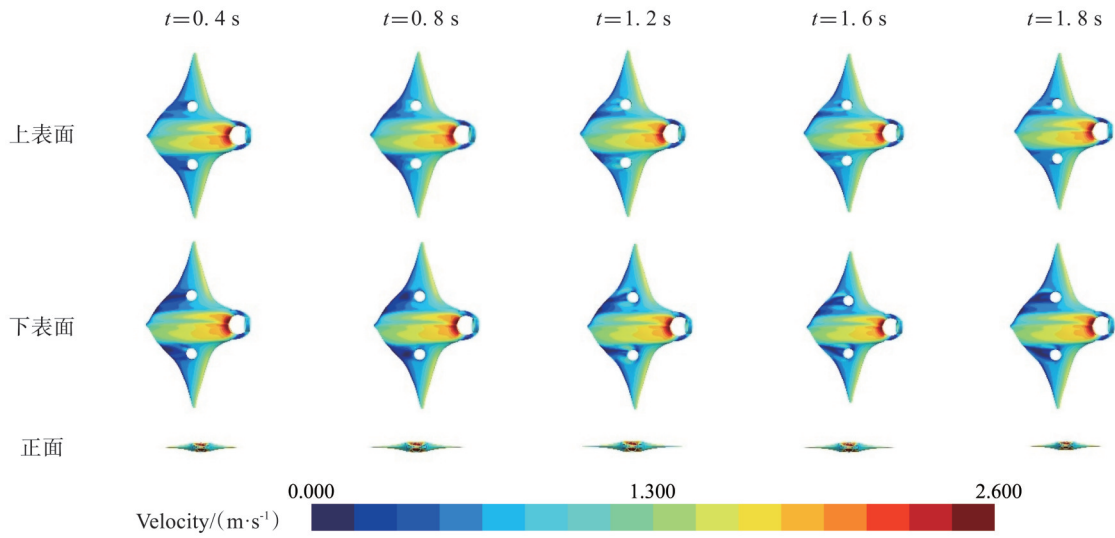 t=0.4 s t=0.8 s t=1.2 s t=1.6 s t=1.8 s
上表面
下表面
正面
0.000 1.300 2.600
Velocity/(m·s⁻¹)